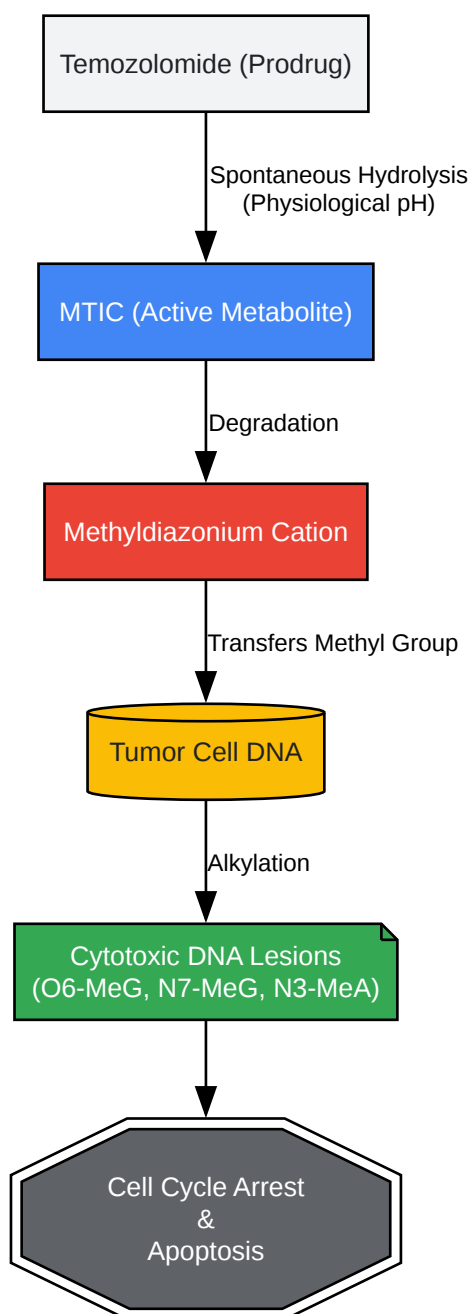 Temozolomide (Prodrug)
Spontaneous Hydrolysis
(Physiological pH)
MTIC (Active Metabolite)
Degradation
Methyldiazonium Cation
Transfers Methyl Group
Tumor Cell DNA
Alkylation
Cytotoxic DNA Lesions
(O6-MeG, N7-MeG, N3-MeA)
Cell Cycle Arrest
&
Apoptosis